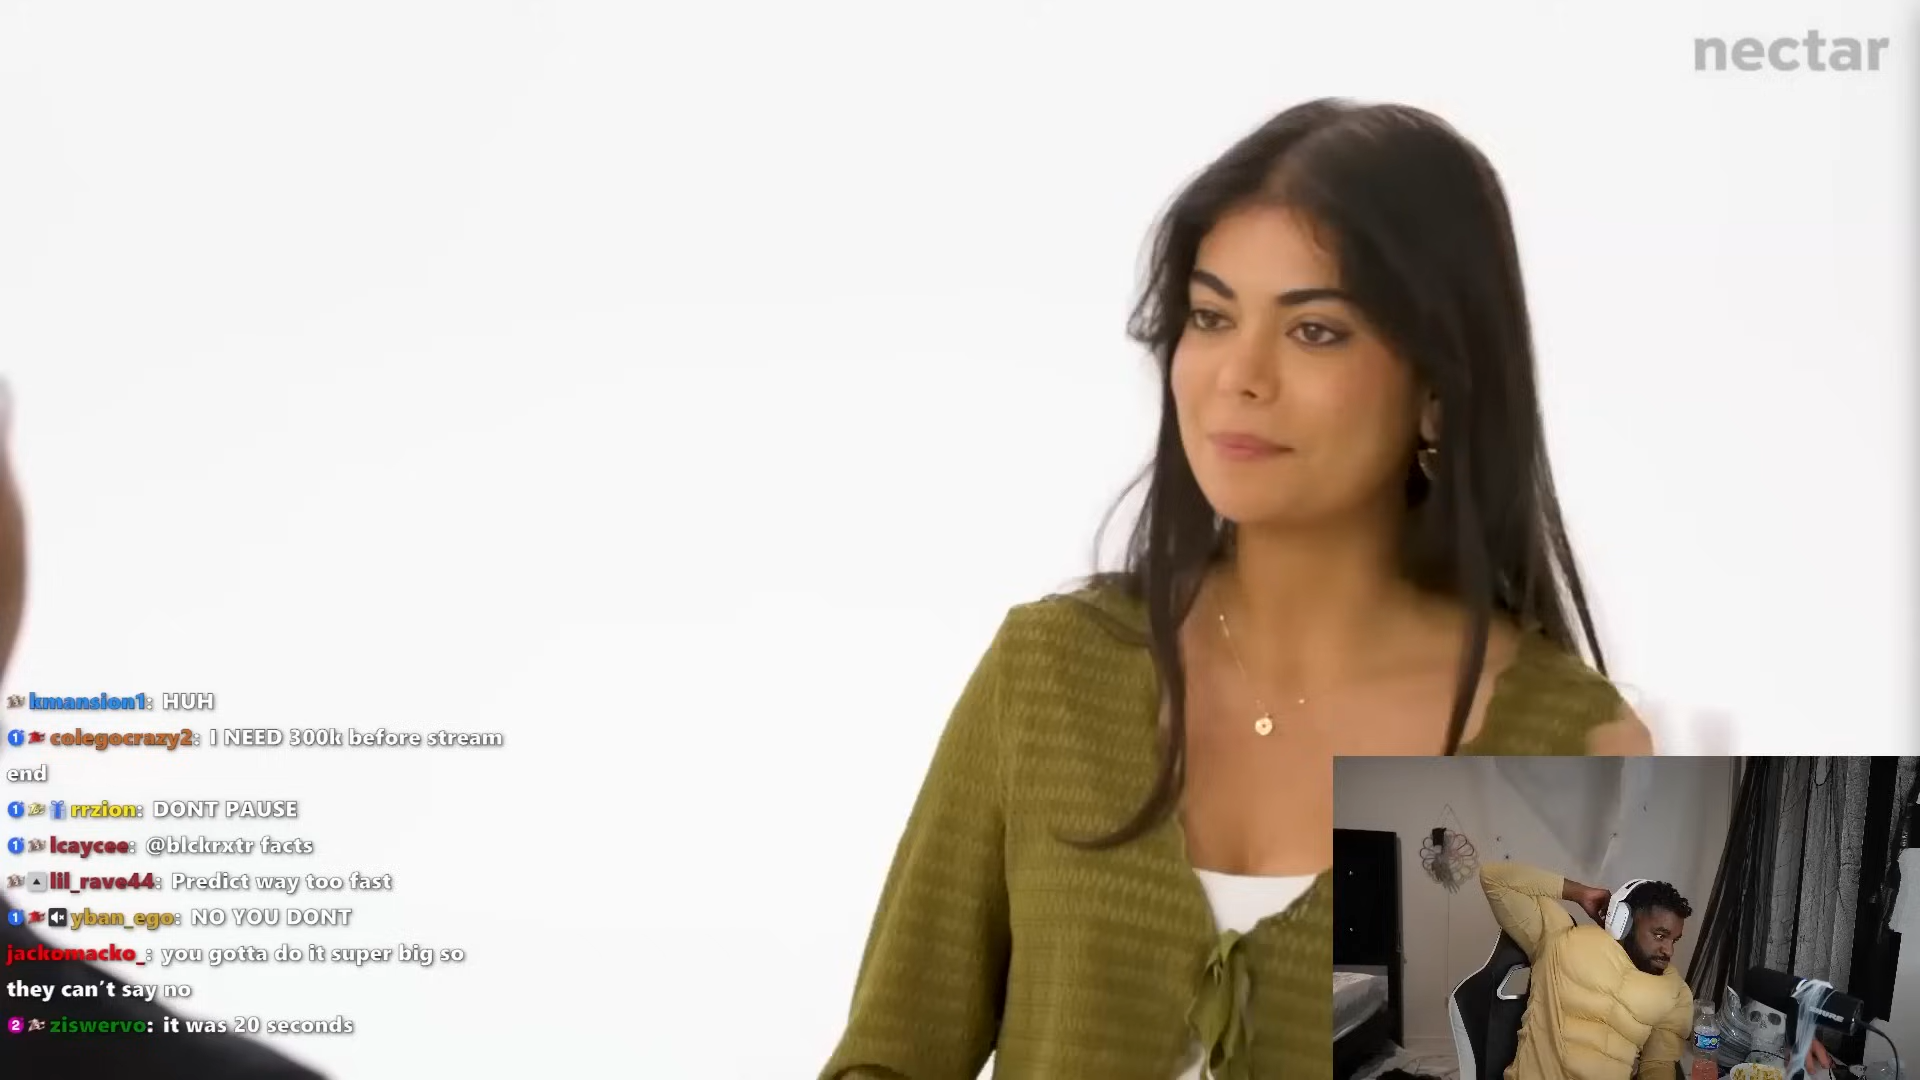 nectar
kmansion1: HUH
colegocrazy2: I NEED 300k before stream
end
rrzion: DONT PAUSE
lcaycee: @blckrxtr facts
lil_rave44: Predict way too fast
yban_ego: NO YOU DONT
jackomacko_: you gotta do it super big so
they can't say no
ziswervo: it was 20 seconds